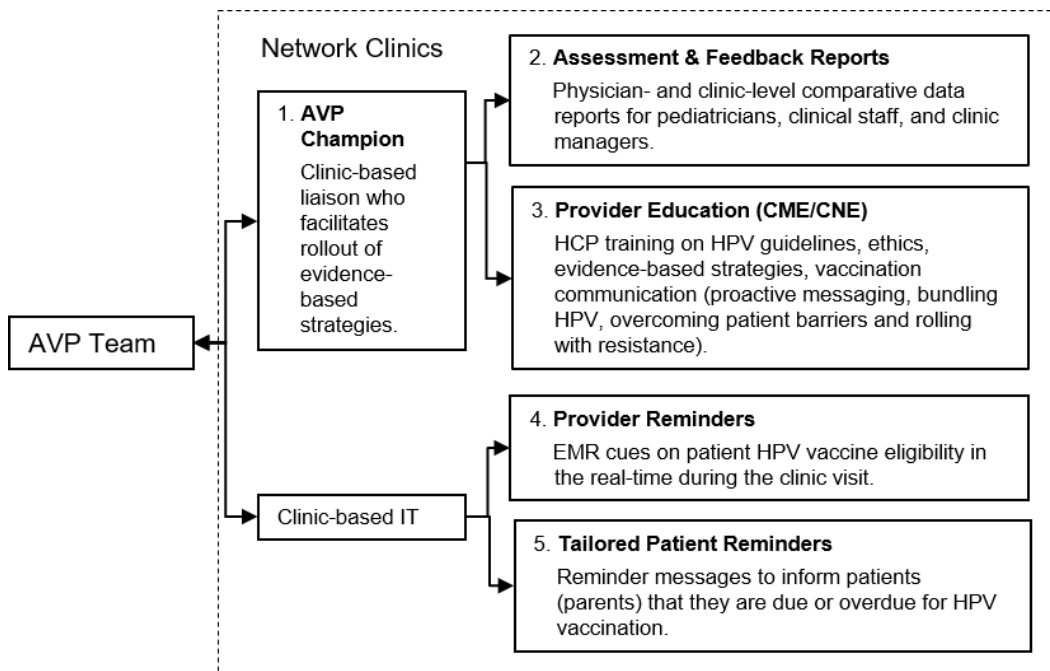 Network Clinics
AVP Team
1. AVP
Champion
Clinic-based
liaison who
facilitates
rollout of
evidence-
based
strategies.
2. Assessment & Feedback Reports
Physician- and clinic-level comparative data
reports for pediatricians, clinical staff, and clinic
managers.
3. Provider Education (CME/CNE)
HCP training on HPV guidelines, ethics,
evidence-based strategies, vaccination
communication (proactive messaging, bundling
HPV, overcoming patient barriers and rolling
with resistance).
Clinic-based IT
4. Provider Reminders
EMR cues on patient HPV vaccine eligibility in
the real-time during the clinic visit.
5. Tailored Patient Reminders
Reminder messages to inform patients
(parents) that they are due or overdue for HPV
vaccination.